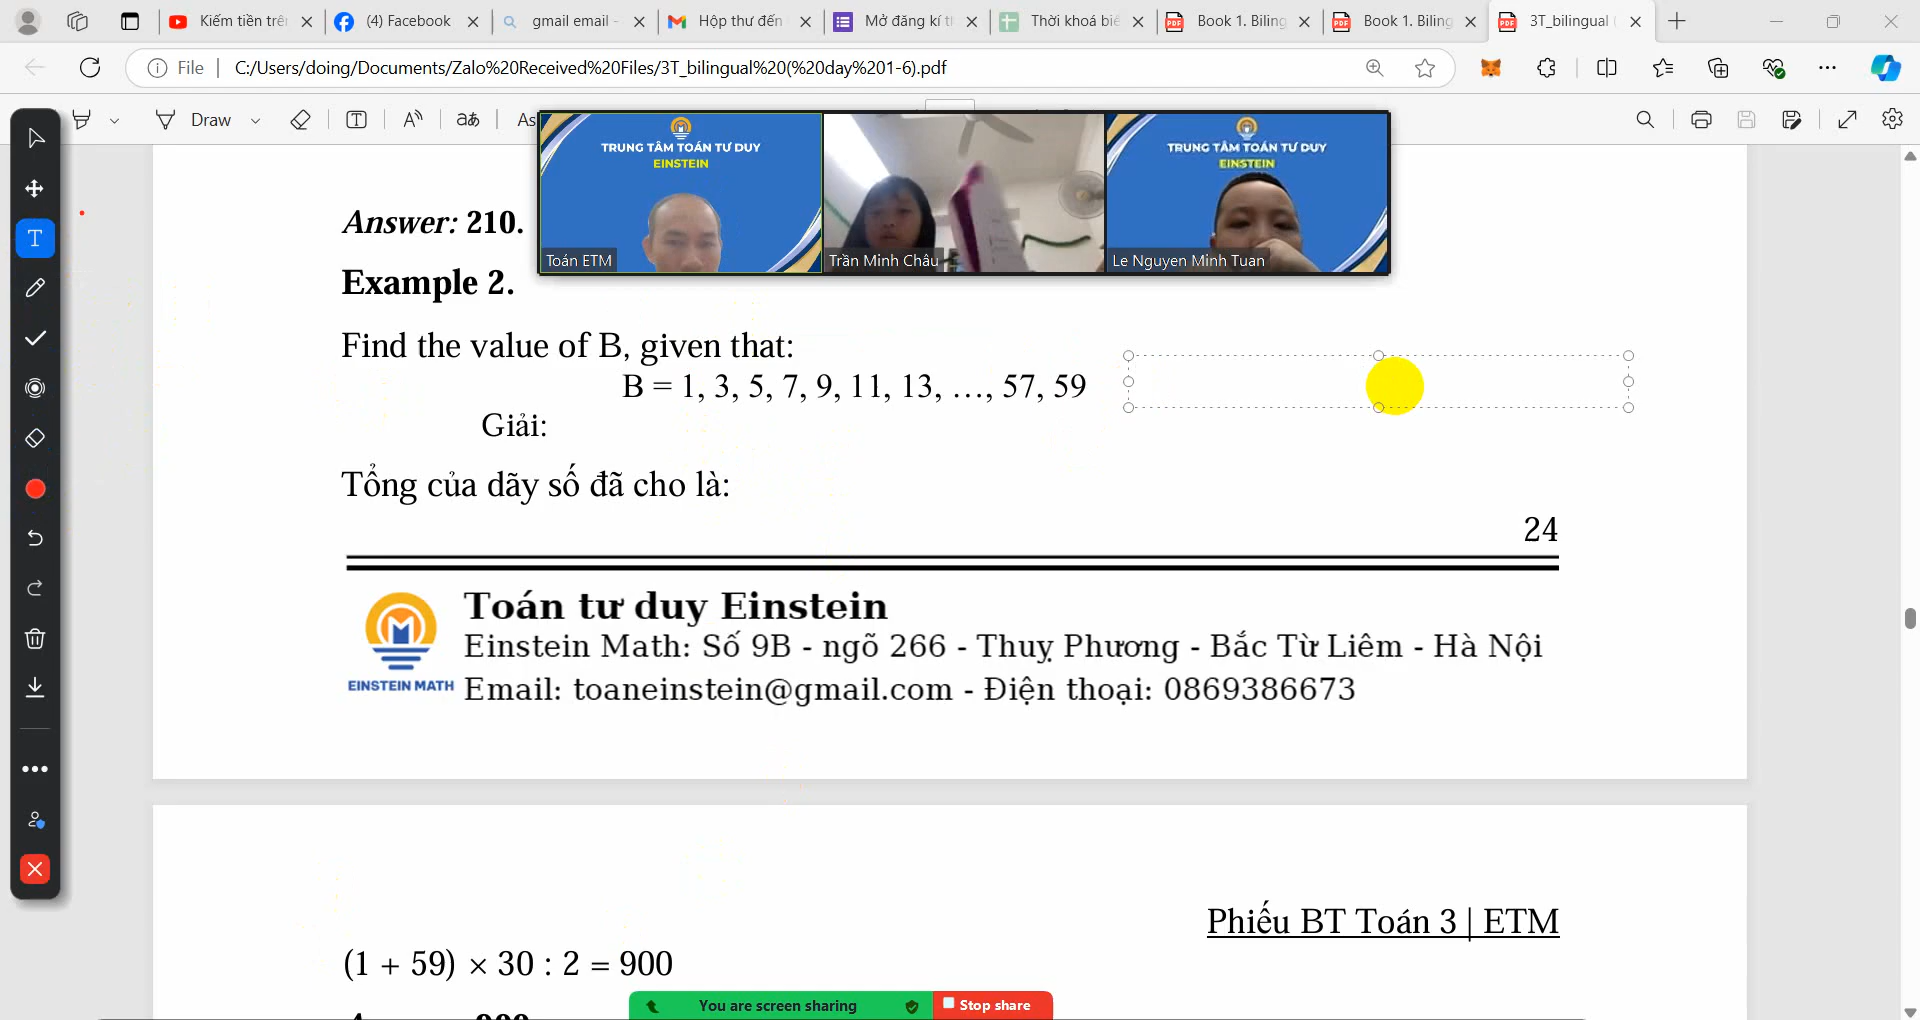 Kiếm tiền trê
(4) Facebook
gmail email -
Hộp thư đến
Mở đăng kí t
Thời khoá biể
Book 1. Biling
Book 1. Biling
3T_bilingual (
File
C:/Users/doing/Documents/Zalo%20Received%20Files/3T_bilingual%20(%20day%201-6).pdf
Draw
As
TRUNG TÂM TOÁN TƯ DUY
EINSTEIN
Toán ETM
Trần Minh Châu
TRUNG TÂM TOÁN TƯ DUY
EINSTEIN
Le Nguyen Minh Tuan
Answer: 210.
Example 2.
Find the value of B, given that:
B = 1, 3, 5, 7, 9, 11, 13, …, 57, 59
Giải:
Tổng của dãy số đã cho là:
24
EINSTEIN MATH
Toán tư duy Einstein
Einstein Math: Số 9B - ngõ 266 - Thuỵ Phương - Bắc Từ Liêm - Hà Nội
Email: toaneinstein@gmail.com - Điện thoại: 0869386673
Phiếu BT Toán 3 | ETM
(1 + 59) × 30 : 2 = 900
You are screen sharing
Stop share